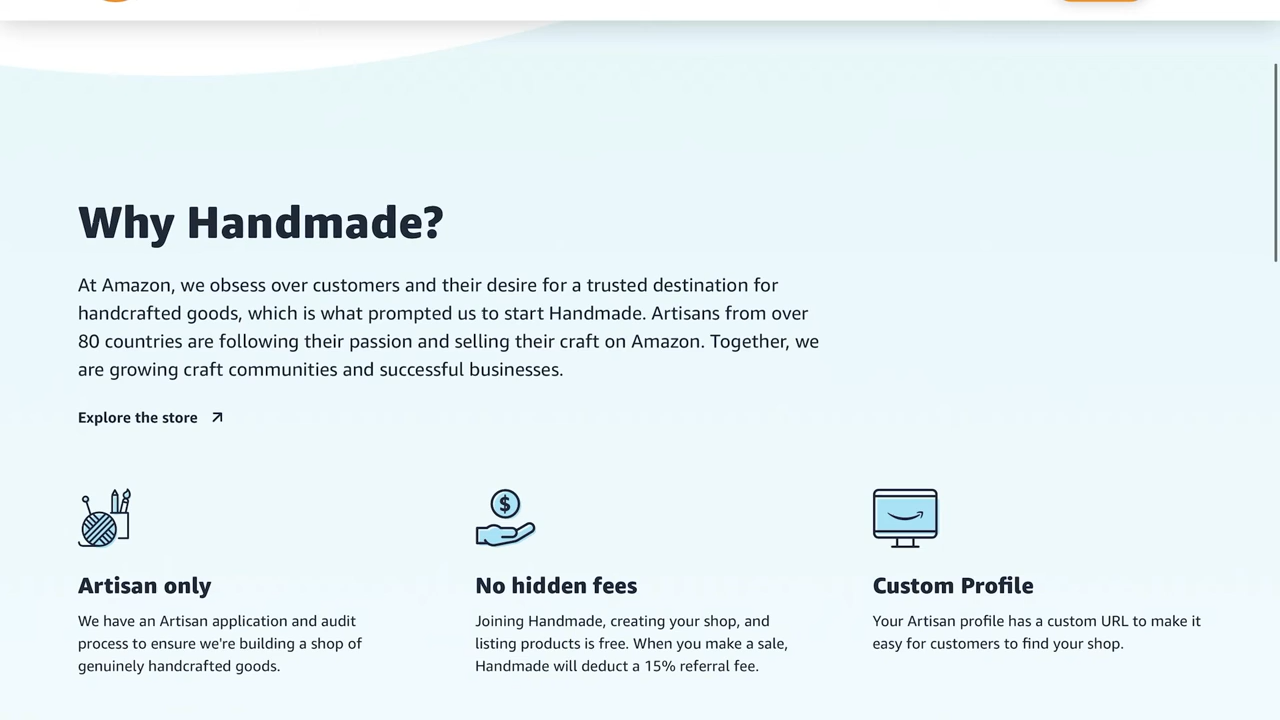 Why Handmade?
At Amazon, we obsess over customers and their desire for a trusted destination for
handcrafted goods, which is what prompted us to start Handmade. Artisans from over
80 countries are following their passion and selling their craft on Amazon. Together, we
are growing craft communities and successful businesses.
Explore the store
$
Artisan only
We have an Artisan application and audit
process to ensure we're building a shop of
genuinely handcrafted goods.
No hidden fees
Joining Handmade, creating your shop, and
listing products is free. When you make a sale,
Handmade will deduct a 15% referral fee.
Custom Profile
Your Artisan profile has a custom URL to make it
easy for customers to find your shop.